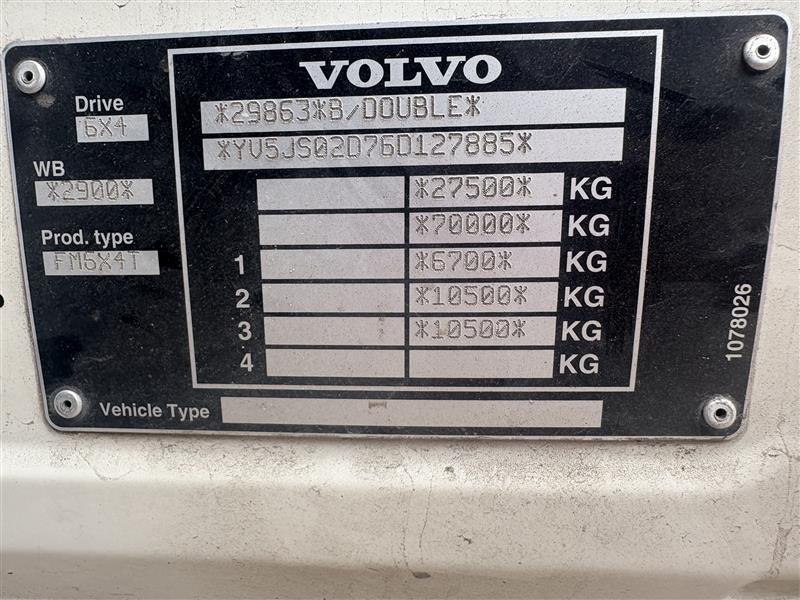 VOLVO
*29863*B/DOUBLE*
*YV5JS02D76D127885*
Drive
6X4
WB
*2900*
Prod. type
FM6X4T
*27500* KG
*70000* KG
1 *6700* KG
2 *10500* KG
3 *10500* KG
4 KG
Vehicle Type
1078026